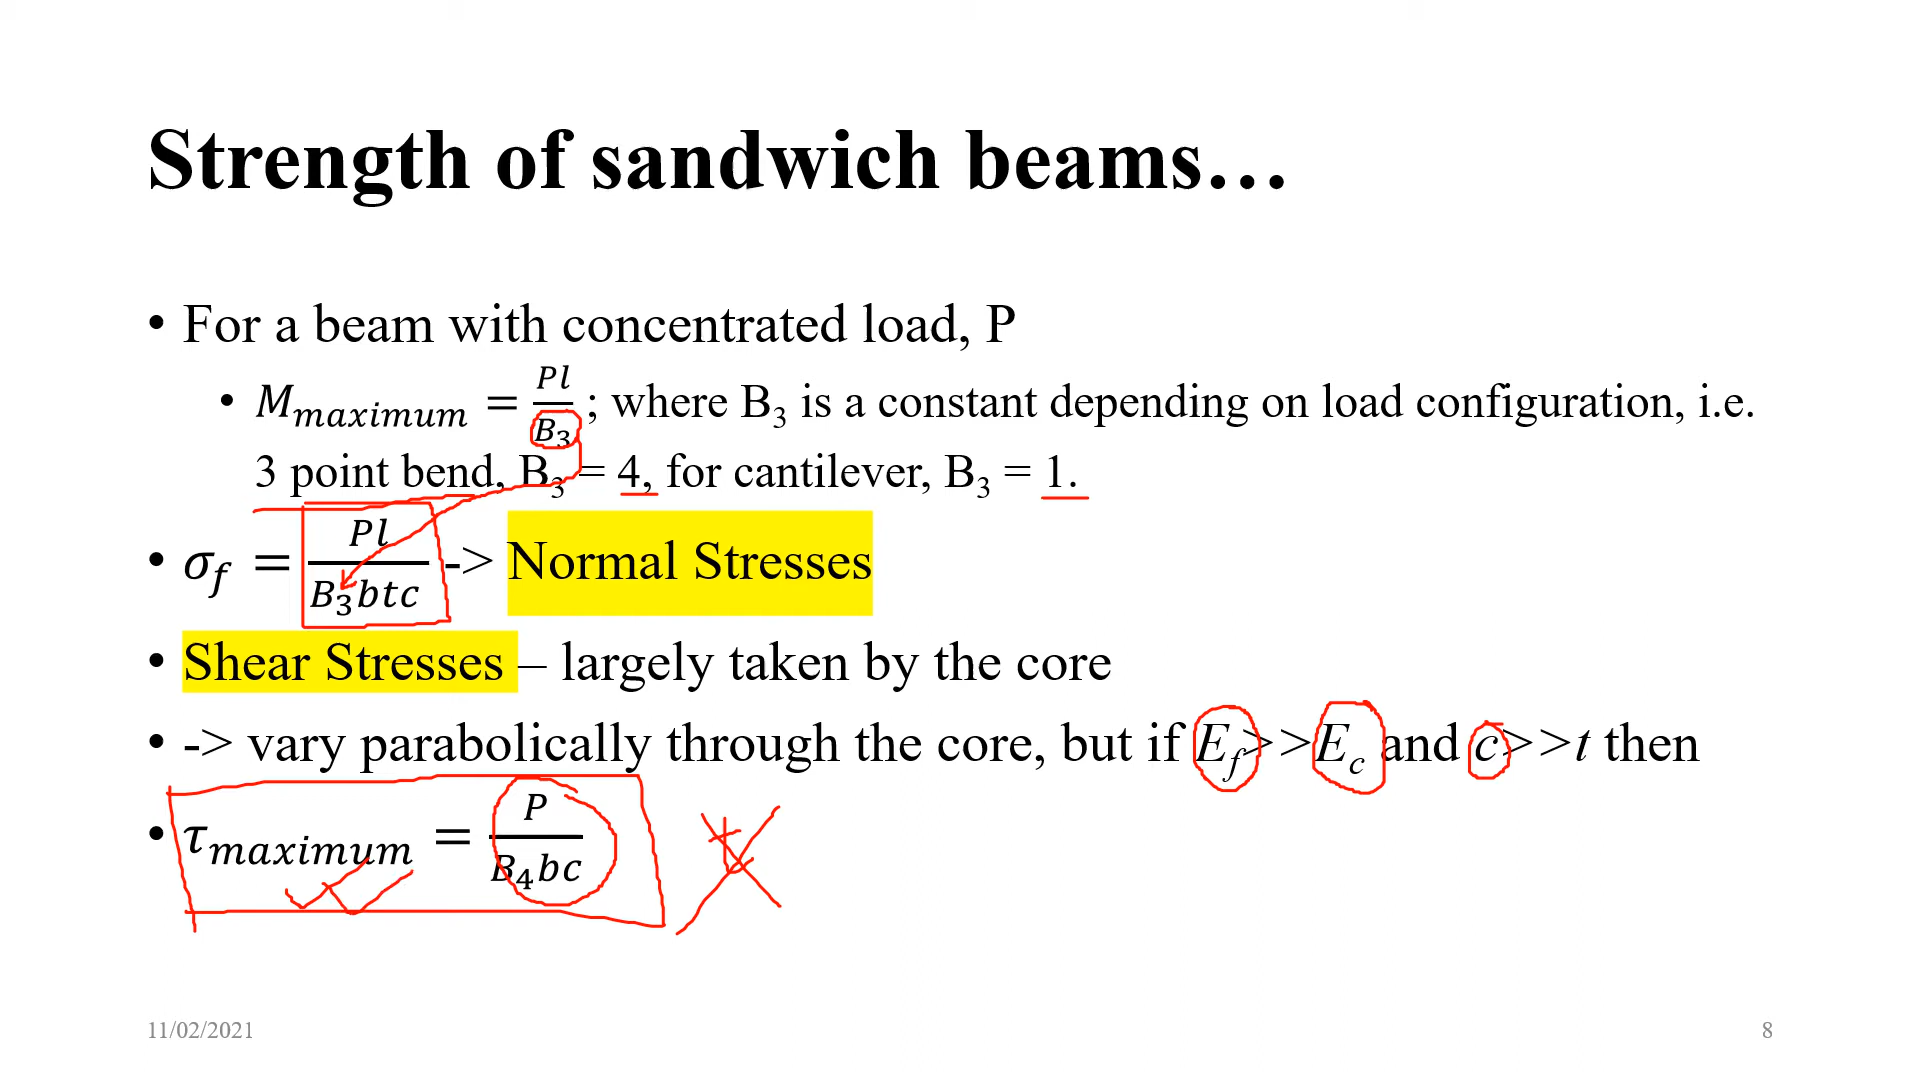 Strength of sandwich beams…
• For a beam with concentrated load, P
• M_maximum = Pl/B₃ ; where B₃ is a constant depending on load configuration, i.e.
3 point bend, B₃ = 4, for cantilever, B₃ = 1.
• σ_f = Pl/B₃btc -> Normal Stresses
• Shear Stresses – largely taken by the core
• -> vary parabolically through the core, but if E_f>>E_c and c>>t then
• τ_maximum = P/B₄bc
t
11/02/2021
8